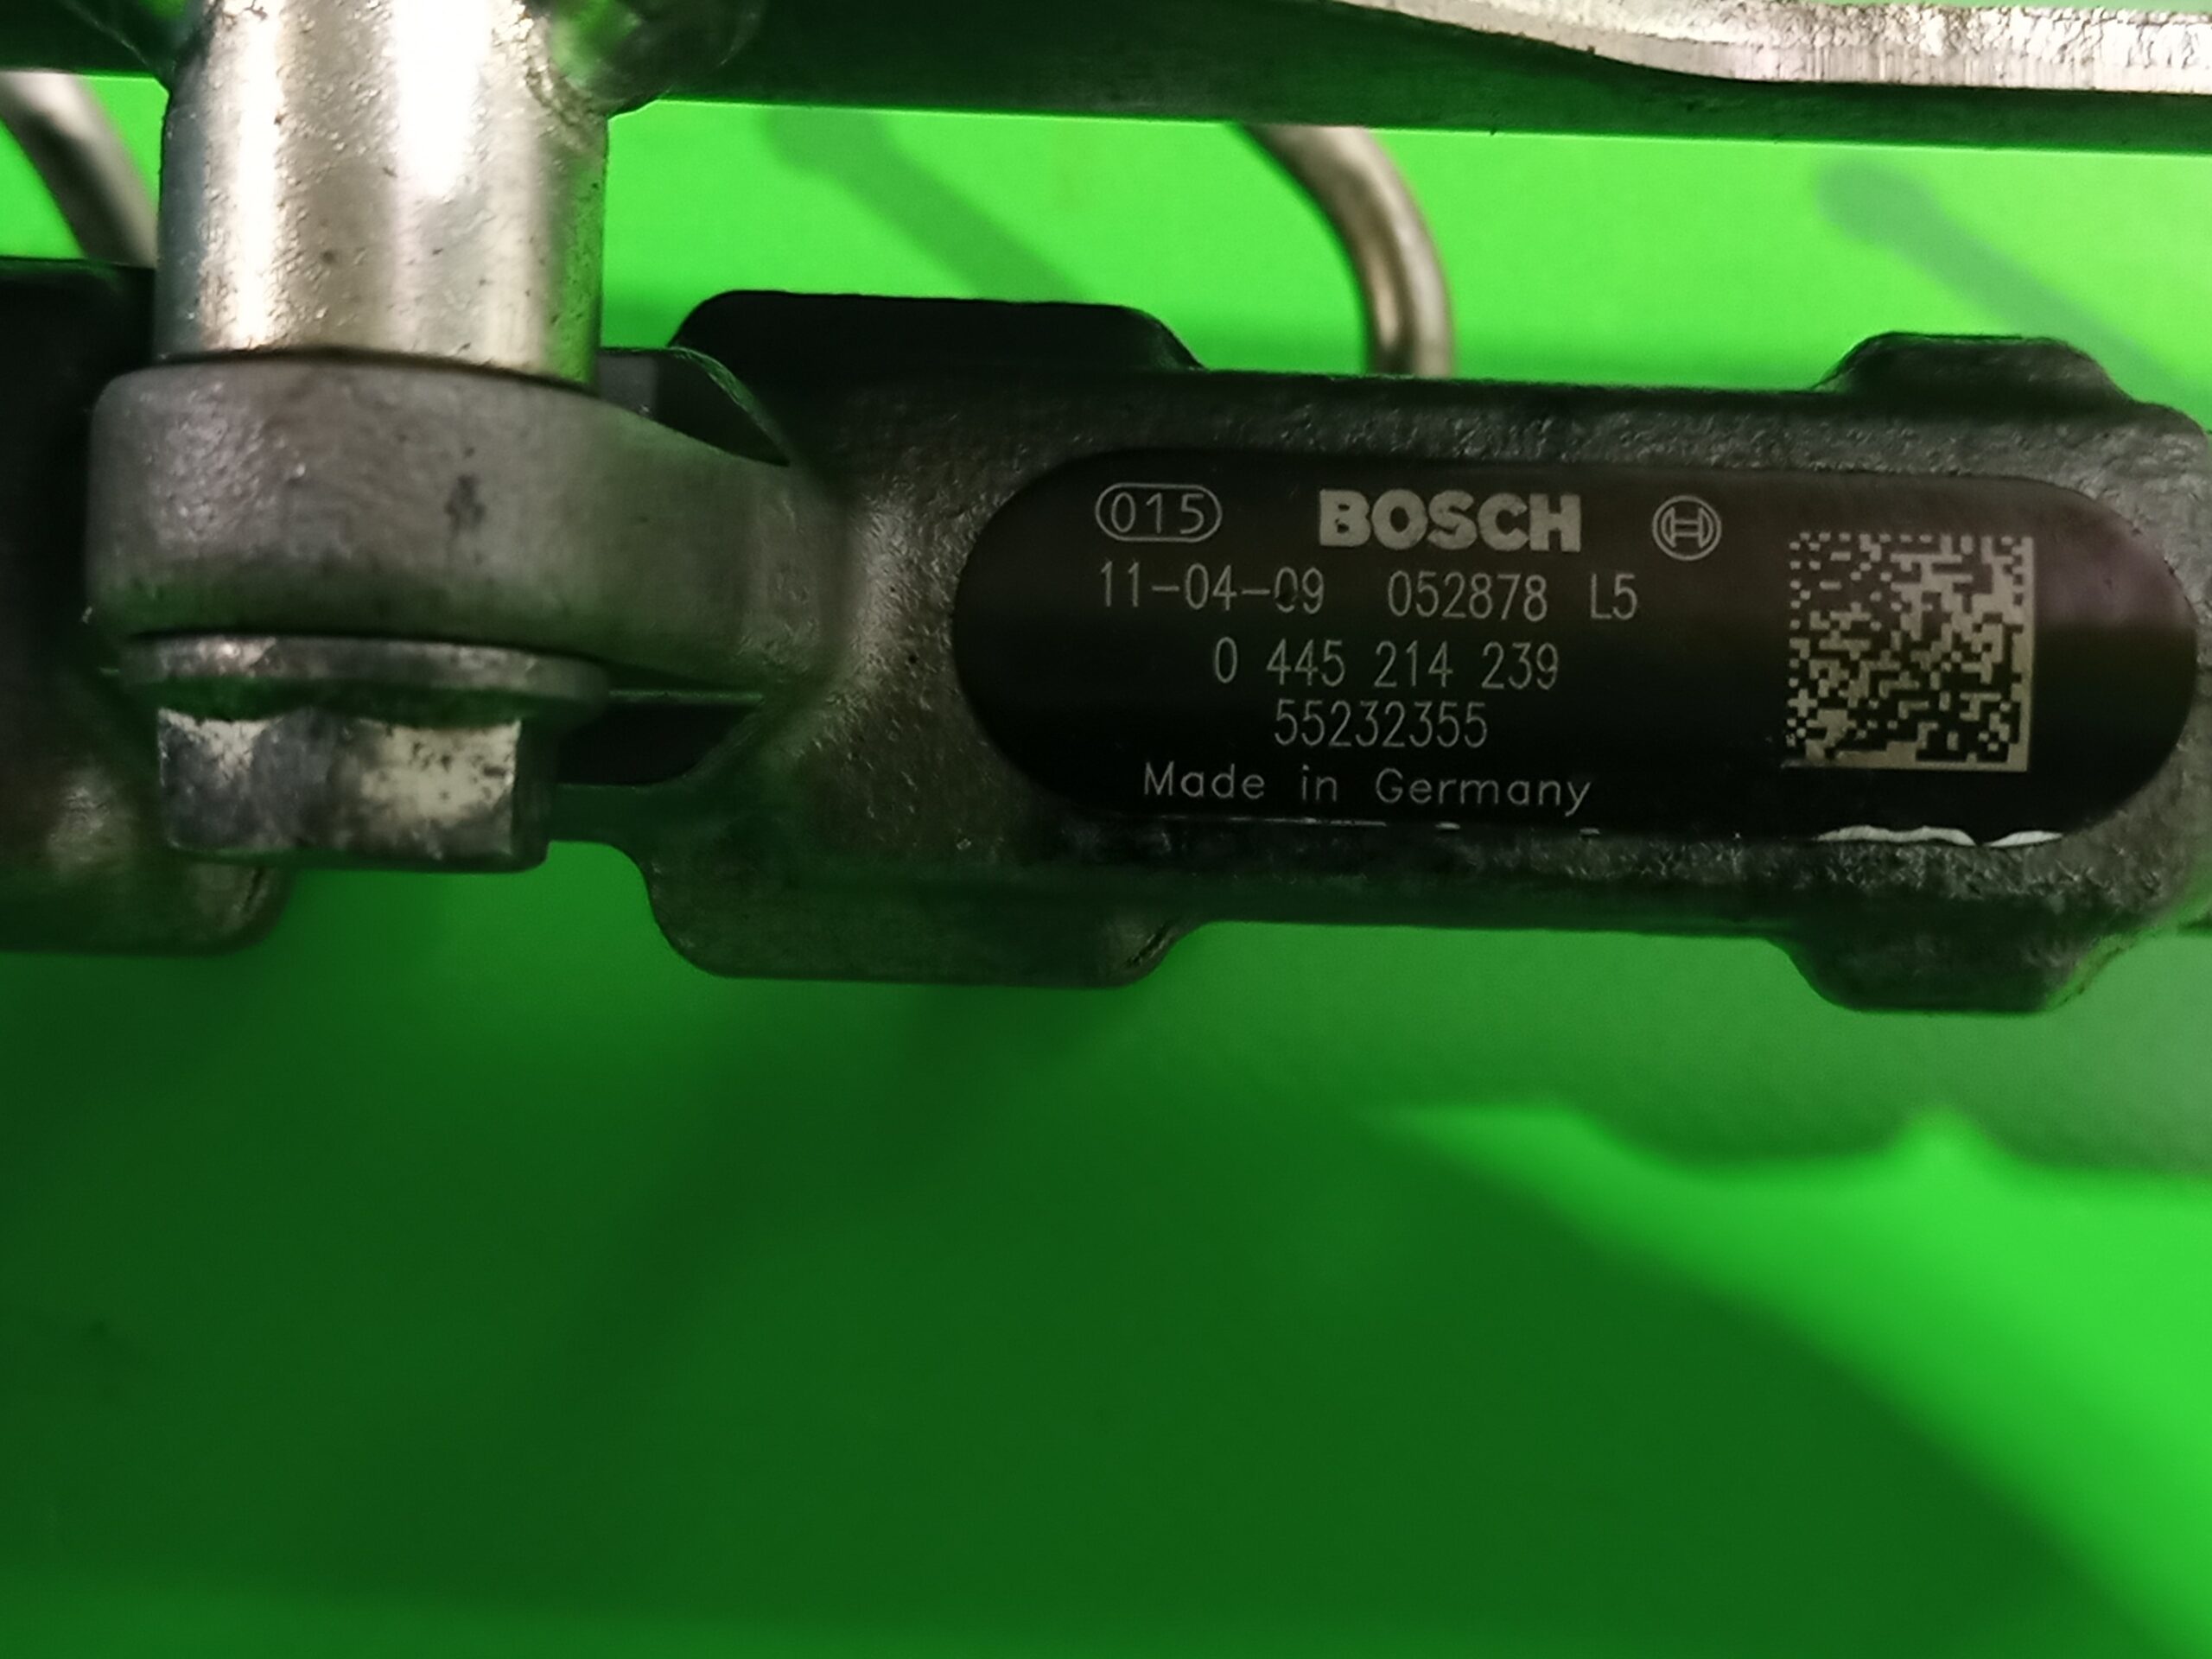 015 BOSCH
11-04-09 052878 L5
0 445 214 239
55232355
Made in Germany